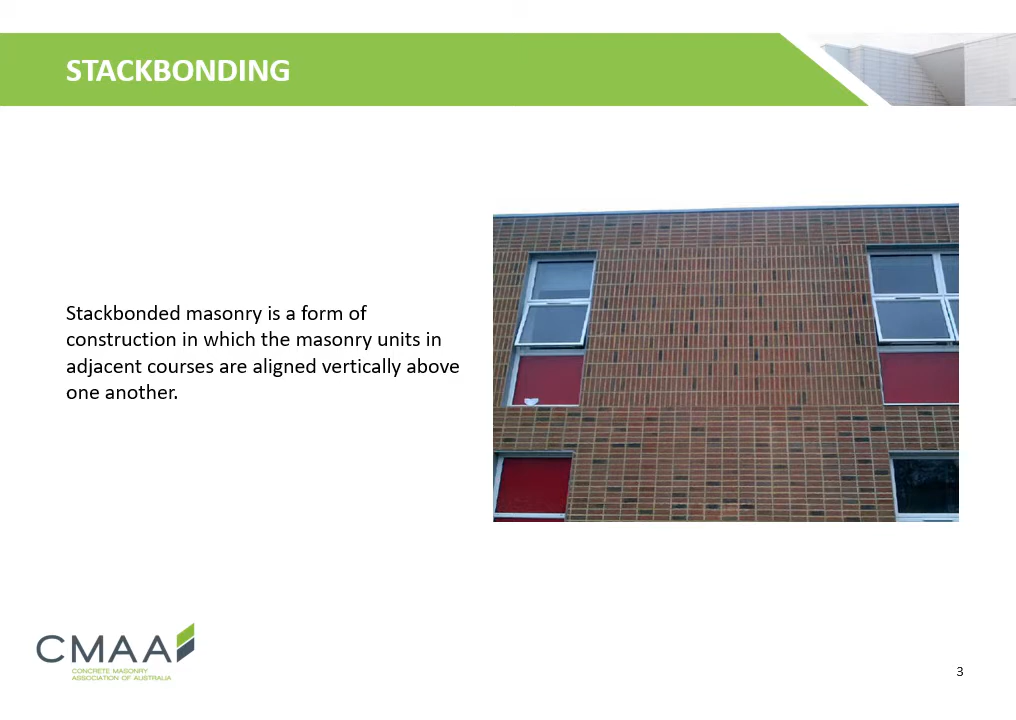 STACKBONDING
Stackbonded masonry is a form of
construction in which the masonry units in
adjacent courses are aligned vertically above
one another.
CMAA
CONCRETE MASONRY
ASSOCIATION OF AUSTRALIA
3